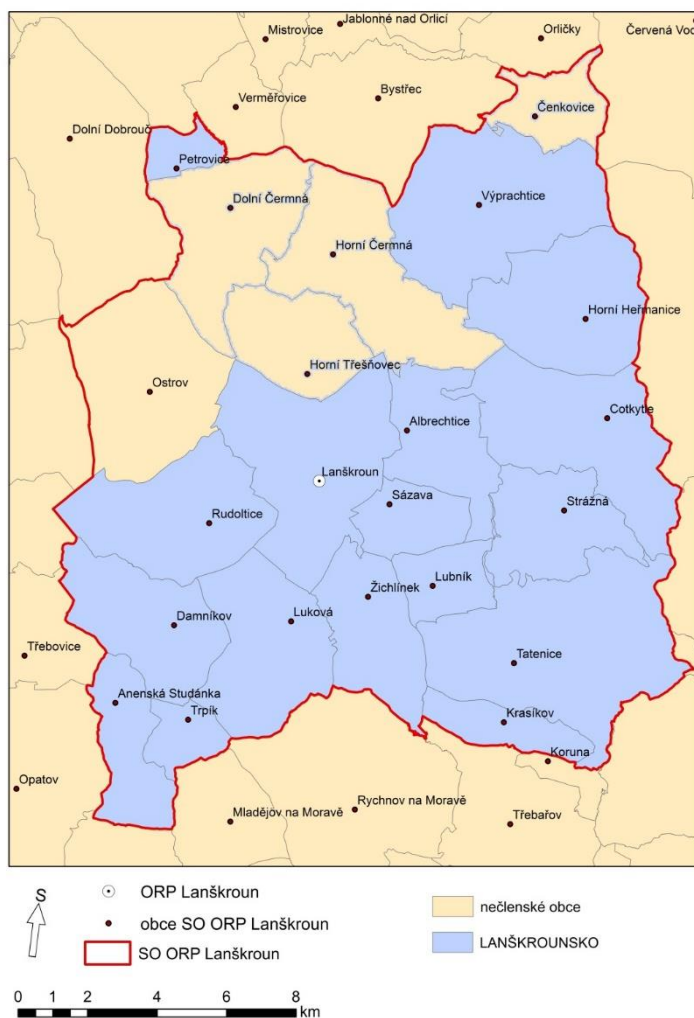 Jablonné nad Orlicí
Mistrovice
Orličky
Červená Vod
Bystřec
Verměřovice
Čenkovice
Dolní Dobrouč
Petrovice
Výprachtice
Dolní Čermná
Horní Čermná
Horní Heřmanice
Horní Třešňovec
Ostrov
Cotkytle
Albrechtice
Lanškroun
Sázava
Strážná
Rudoltice
Lubník
Žichlínek
Luková
Damníkov
Třebovice
Tatenice
Anenská Studánka
Trpík
Krasíkov
Koruna
Opatov
Rychnov na Moravě
Mladějov na Moravě
Třebařov
S
ORP Lanškroun
obce SO ORP Lanškroun
SO ORP Lanškroun
nečlenské obce
LANŠKROUNSKO
0 1 2 4 6 8
km